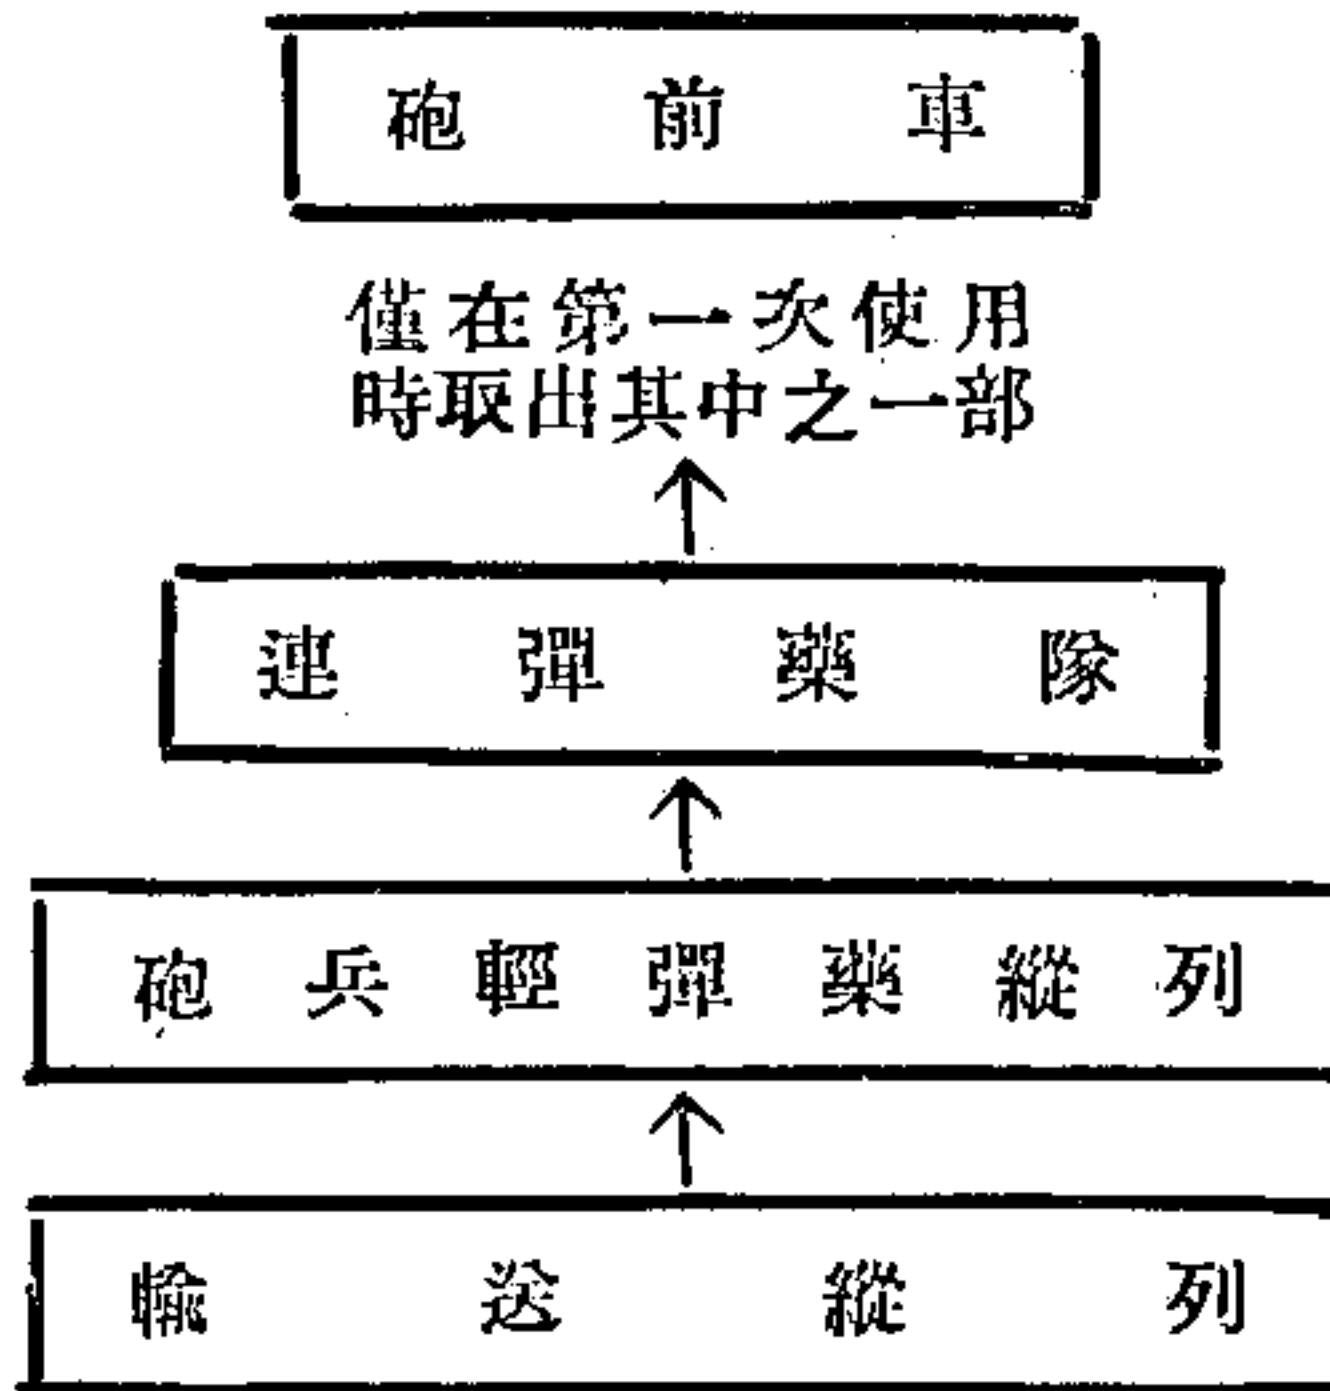 砲前車
僅在第一次使用
時取出其中之一部
連彈藥隊
砲兵輕彈藥縱列
輸送縱列